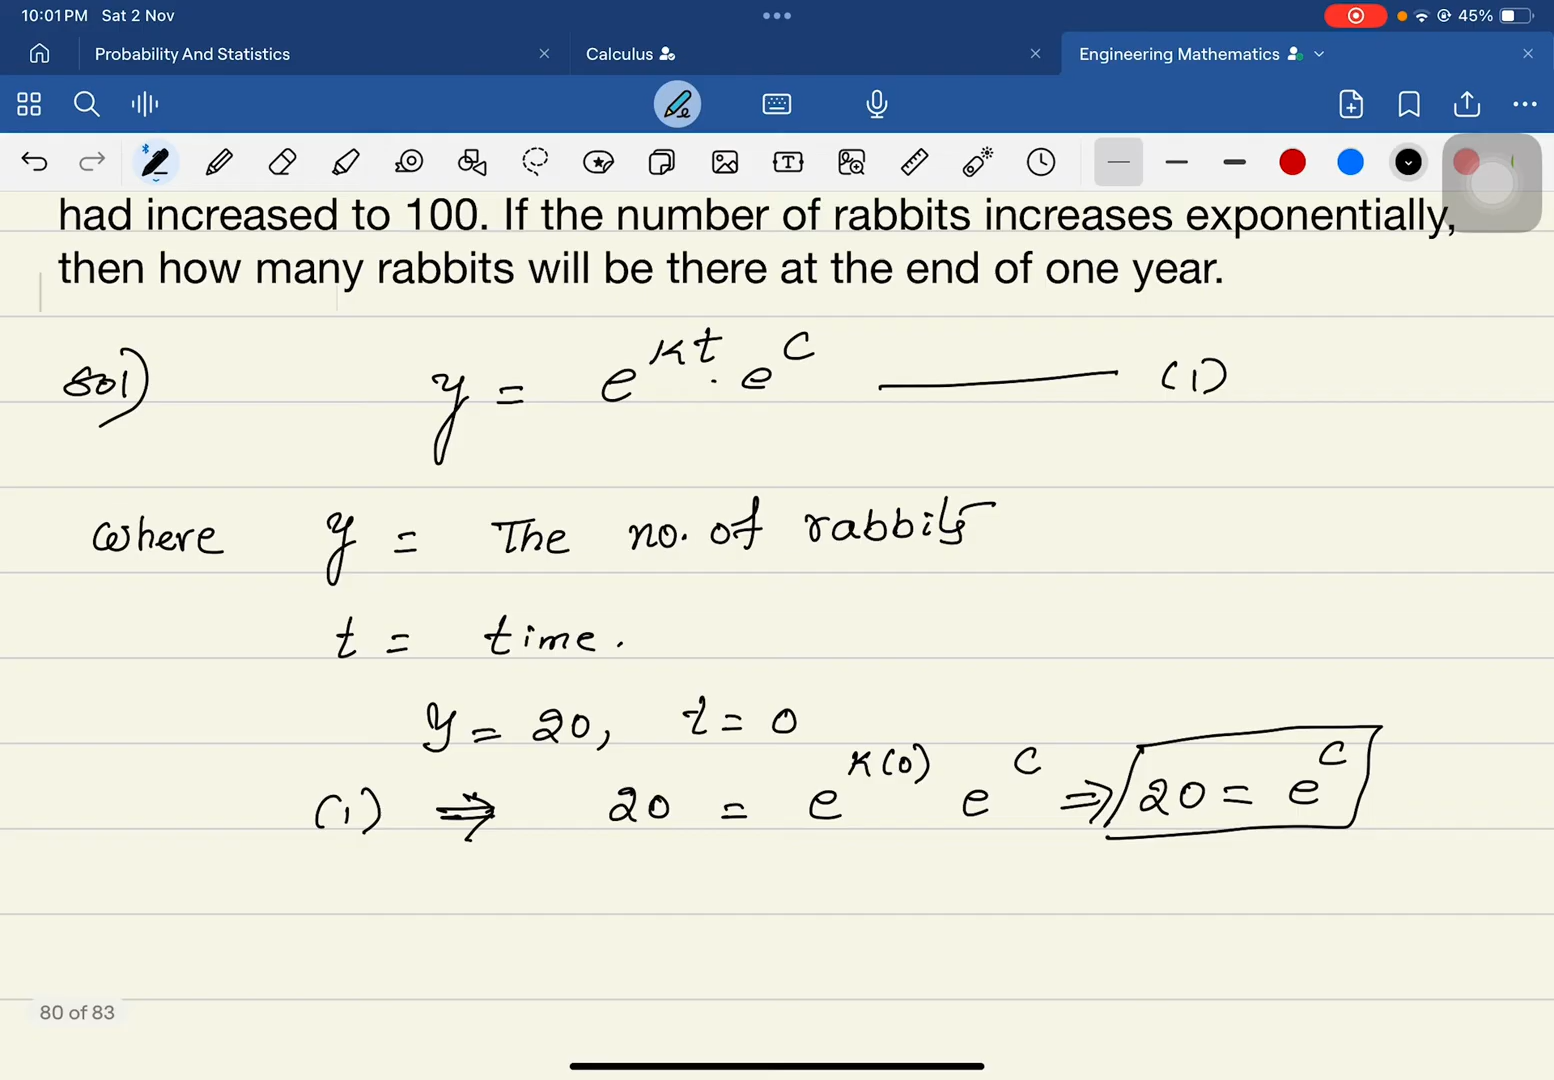 10:01 PM Sat 2 Nov 45%
Probability And Statistics Calculus Engineering Mathematics
had increased to 100. If the number of rabbits increases exponentially,
then how many rabbits will be there at the end of one year.
sol) y = e^{kt} . e^{c} —— (1)
where y = The no. of rabbits
t = time.
y = 20, t = 0
(1) ⇒ 20 = e^{k(0)} e^{c} ⇒ 20 = e^{c}
80 of 83